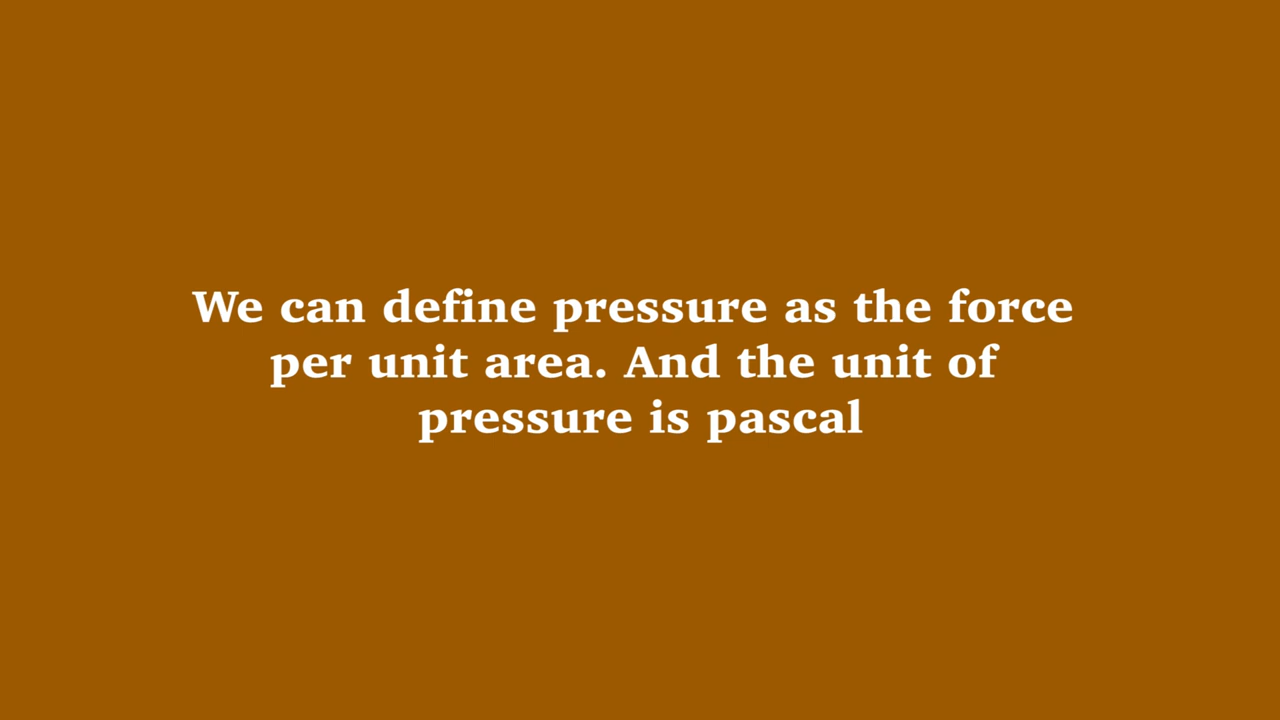 We can define pressure as the force
per unit area. And the unit of
pressure is pascal